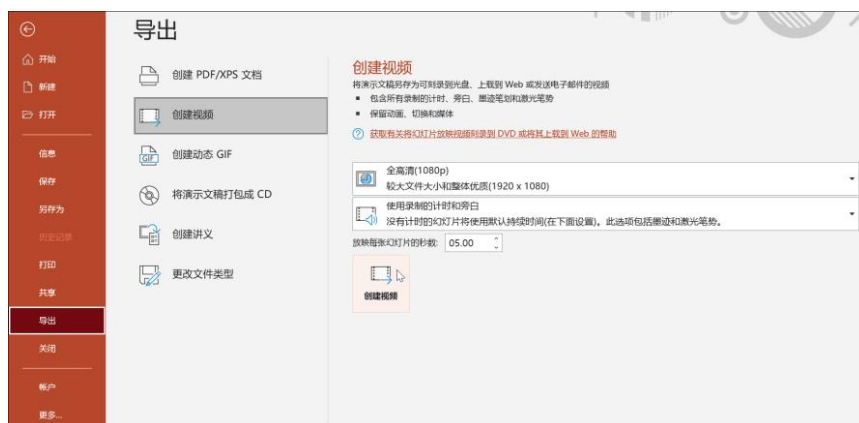 导出
开始
新建
打开
信息
保存
另存为
历史记录
打印
共享
导出
关闭
帐户
更多...
创建 PDF/XPS 文档
创建视频
创建动态 GIF
将演示文稿打包成 CD
创建讲义
更改文件类型
创建视频
将演示文稿另存为可刻录到光盘、上载到 Web 或发送电子邮件的视频
■ 包含所有录制的计时、旁白、墨迹笔划和激光笔势
■ 保留动画、切换和媒体
获取有关将幻灯片放映视频刻录到 DVD 或将其上载到 Web 的帮助
全高清(1080p)
较大文件大小和整体优质(1920 x 1080)
使用录制的计时和旁白
没有计时的幻灯片将使用默认持续时间(在下面设置)。此选项包括墨迹和激光笔势。
放映每张幻灯片的秒数: 05.00
创建视频